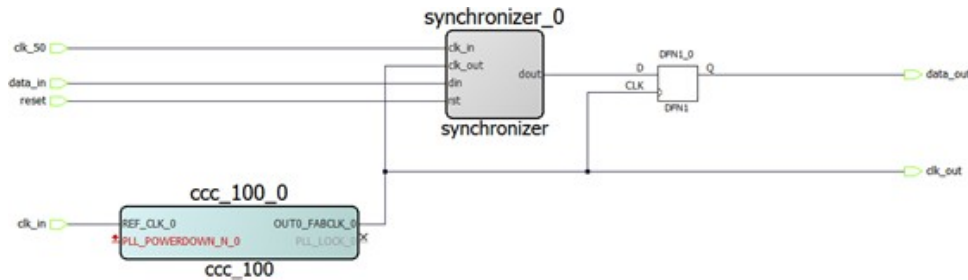 synchronizer_0
clk_50
clk_in
clk_out
data_in
din
dout
reset
rst
synchronizer
DFN1_0
D
Q
CLK
DFN1
data_out
clk_out
ccc_100_0
clk_in
REF_CLK_0
OUT0_FABCLK_0
PLL_POWERDOWN_N_0
PLL_LOCK_0
ccc_100